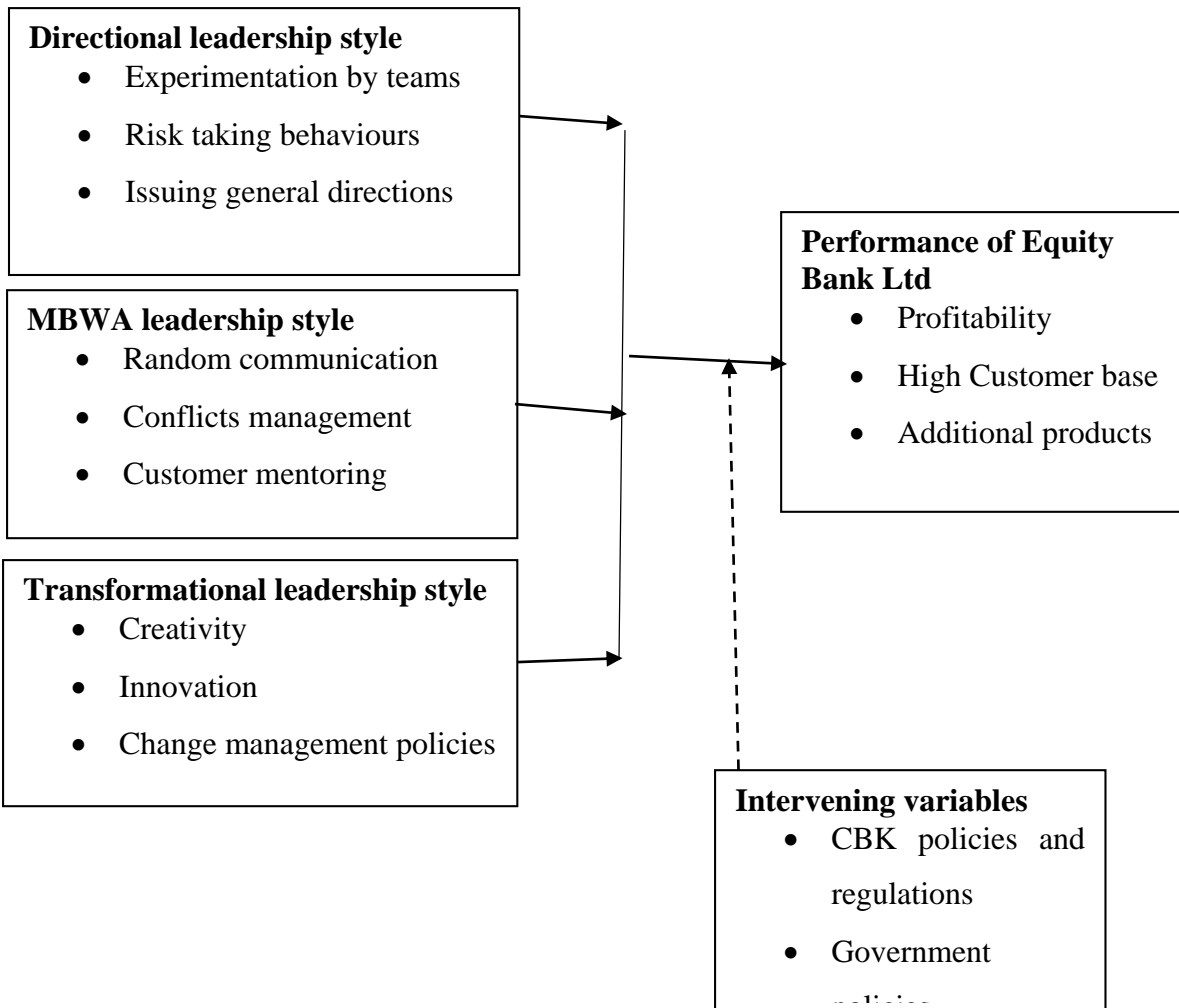 Directional leadership style
• Experimentation by teams
• Risk taking behaviours
• Issuing general directions
MBWA leadership style
• Random communication
• Conflicts management
• Customer mentoring
Transformational leadership style
• Creativity
• Innovation
• Change management policies
Performance of Equity
Bank Ltd
• Profitability
• High Customer base
• Additional products
Intervening variables
• CBK policies and
regulations
• Government